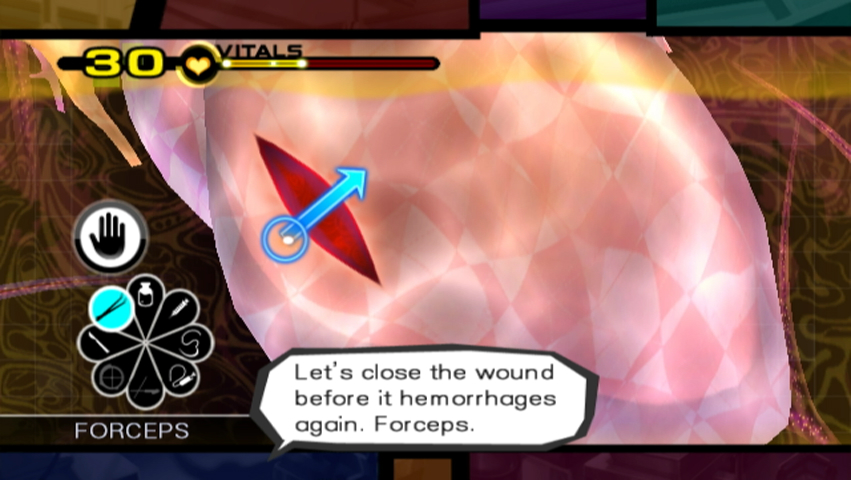 30
VITALS
Let's close the wound
before it hemorrhages
again. Forceps.
FORCEPS